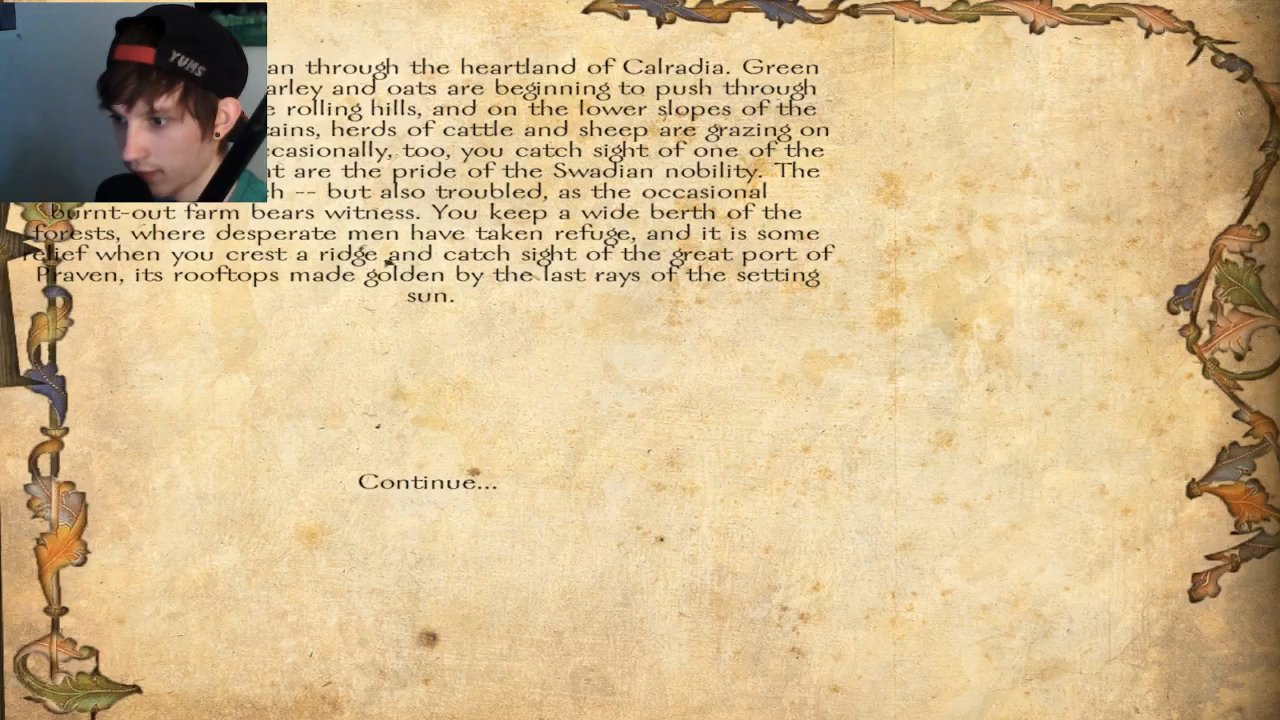 YUMS
an through the heartland of Calradia. Green
arley and oats are beginning to push through
rolling hills, and on the lower slopes of the
ains, herds of cattle and sheep are grazing on
casionally, too, you catch sight of one of the
are the pride of the Swadian nobility. The
-- but also troubled, as the occasional
burnt-out farm bears witness. You keep a wide berth of the
forests, where desperate men have taken refuge, and it is some
relief when you crest a ridge and catch sight of the great port of
Praven, its rooftops made golden by the last rays of the setting
sun.
Continue...